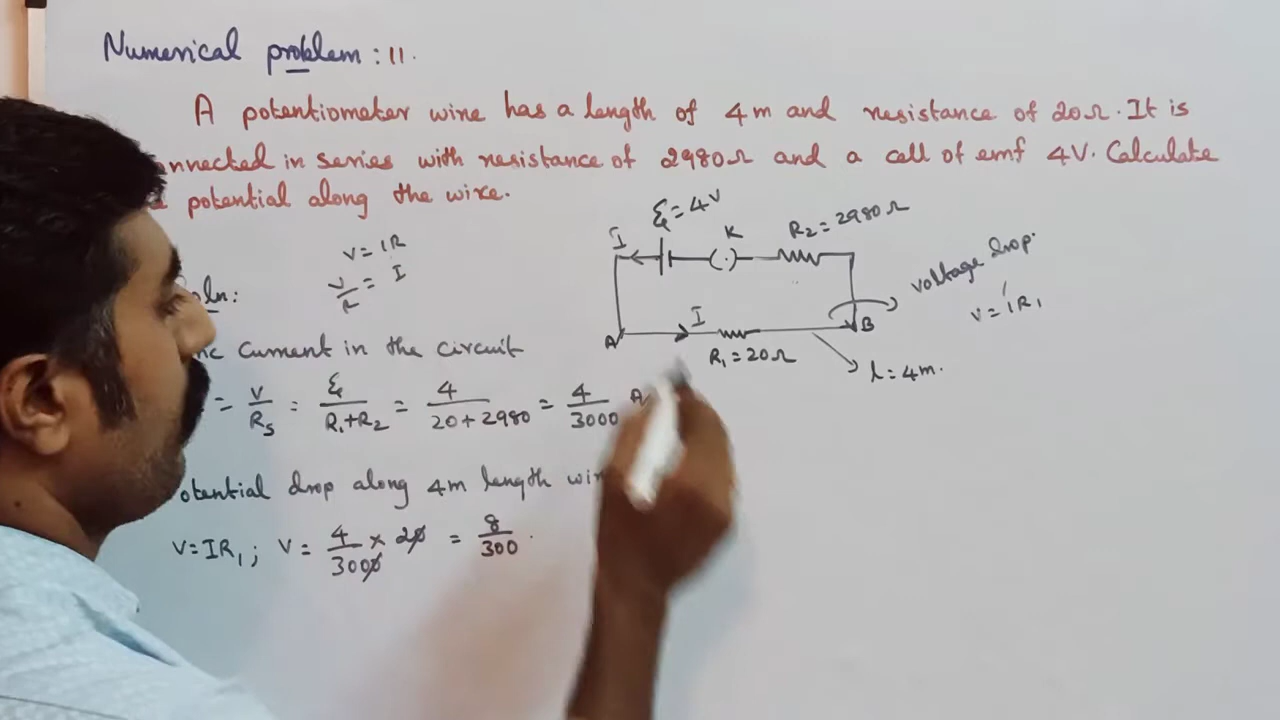 Numerical problem : 11.
A potentiometer wire has a length of 4m and resistance of 20Ω. It is
nnected in series with resistance of 2980Ω and a cell of emf 4V. Calculate
potential along the wire.
ξ = 4V
K
R₂ = 2980Ω
I
V = IR
V/R = I
voltage drop.
V = IR₁
oln:
I
A
B
R₁ = 20Ω
l = 4m.
current in the circuit
= V/Rs = ξ/R₁+R₂ = 4/20+2980 = 4/3000 A
otential drop along 4m length
V = IR₁ ; V = 4/3000 × 20 = 8/300